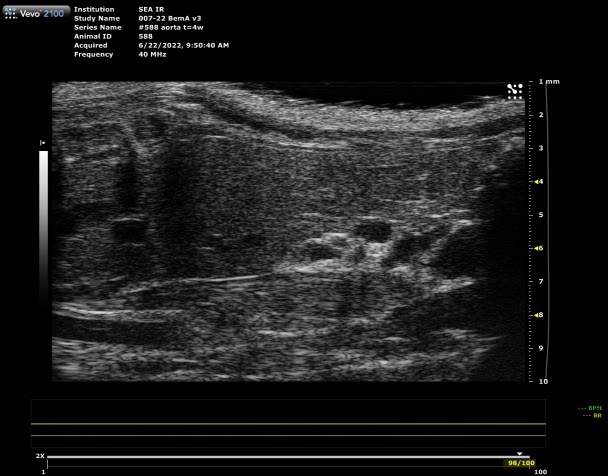 Vevo 2100
Institution SEA IR
Study Name 007-22 BemA v3
Series Name #588 aorta t=4w
Animal ID 588
Acquired 6/22/2022, 9:50:40 AM
Frequency 40 MHz
1 mm
2
3
4
5
6
7
8
9
10
--- BPM
--- RR
2X
98/100
1
100